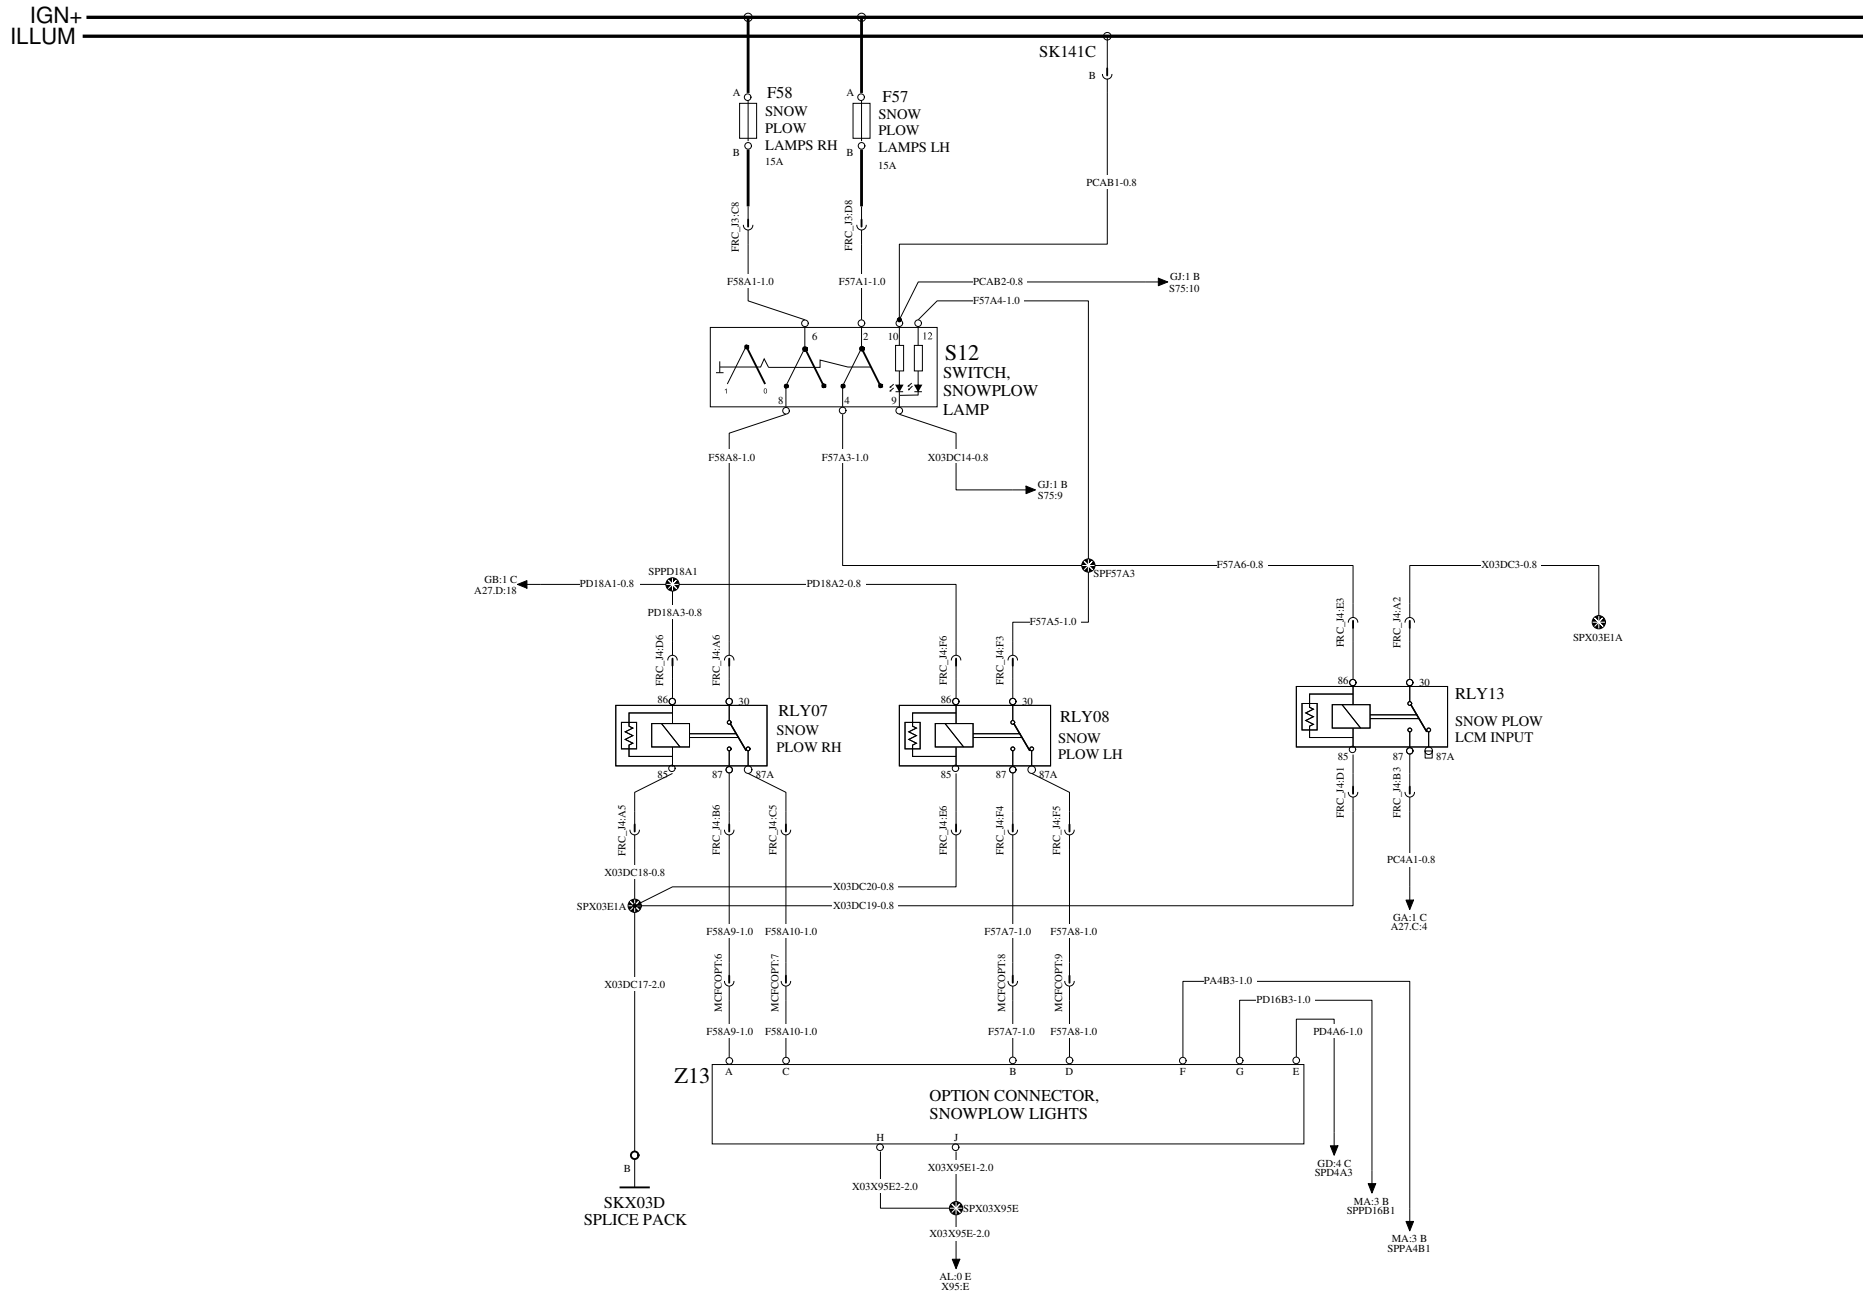 IGN+
ILLUM
SK141C
B
A
F58
SNOW
PLOW
LAMPS RH
15A
B
A
F57
SNOW
PLOW
LAMPS LH
15A
B
PCAB1-0.8
FRC_J3:C8
FRC_J3:D8
F58A1-1.0
F57A1-1.0
PCAB2-0.8
GJ:1 B
S75:10
F57A4-1.0
6
2
10
12
1
0
8
4
9
S12
SWITCH,
SNOWPLOW
LAMP
F58A8-1.0
F57A3-1.0
X03DC14-0.8
GJ:1 B
S75:9
GB:1 C
A27.D:18
PD18A1-0.8
SPPD18A1
PD18A2-0.8
PD18A3-0.8
SPF57A3
F57A6-0.8
X03DC3-0.8
SPX03E1A
F57A5-1.0
FRC_J4:D6
FRC_J4:A6
FRC_J4:F6
FRC_J4:F3
FRC_J4:E3
FRC_J4:A2
86
30
RLY07
SNOW
PLOW RH
85
87
87A
86
30
RLY08
SNOW
PLOW LH
85
87
87A
86
30
RLY13
SNOW PLOW
LCM INPUT
85
87
87A
FRC_J4:A5
FRC_J4:B6
FRC_J4:C5
FRC_J4:E6
FRC_J4:F4
FRC_J4:F5
FRC_J4:D1
FRC_J4:B3
X03DC18-0.8
X03DC20-0.8
SPX03E1A
X03DC19-0.8
PC4A1-0.8
GA:1 C
A27.C:4
F58A9-1.0
F58A10-1.0
F57A7-1.0
F57A8-1.0
X03DC17-2.0
MCFCOPT:6
MCFCOPT:7
MCFCOPT:8
MCFCOPT:9
PA4B3-1.0
PD16B3-1.0
PD4A6-1.0
F58A9-1.0
F58A10-1.0
F57A7-1.0
F57A8-1.0
Z13
A
C
B
D
F
G
E
OPTION CONNECTOR,
SNOWPLOW LIGHTS
H
J
B
SKX03D
SPLICE PACK
X03X95E1-2.0
X03X95E2-2.0
SPX03X95E
X03X95E-2.0
AL:0 E
X95:E
GD:4 C
SPD4A3
MA:3 B
SPPD16B1
MA:3 B
SPPA4B1